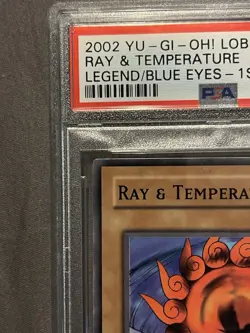 2002 YU-GI-OH! LOB
RAY & TEMPERATURE
LEGEND/BLUE EYES-1S
PSA
RAY & TEMPERA